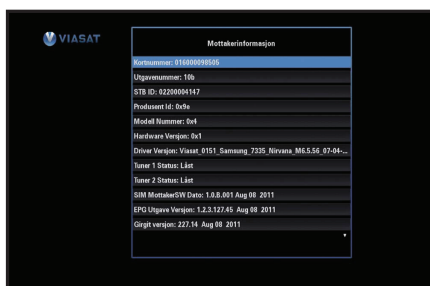 VIASAT
Mottakerinformasjon
Kortnummer: 016000098505
Utgavenummer: 10b
STB ID: 02200004147
Produsent Id: 0x9e
Modell Nummer: 0x4
Hardware Versjon: 0x1
Driver Versjon: Viasat_0151_Samsung_7335_Nirvana_M6.5.56_07-04-...
Tuner 1 Status: Låst
Tuner 2 Status: Låst
SIM MottakerSW Dato: 1.0.B.001 Aug 08 2011
EPG Utgave Versjon: 1.2.3.127.45 Aug 08 2011
Girgit versjon: 227.14 Aug 08 2011